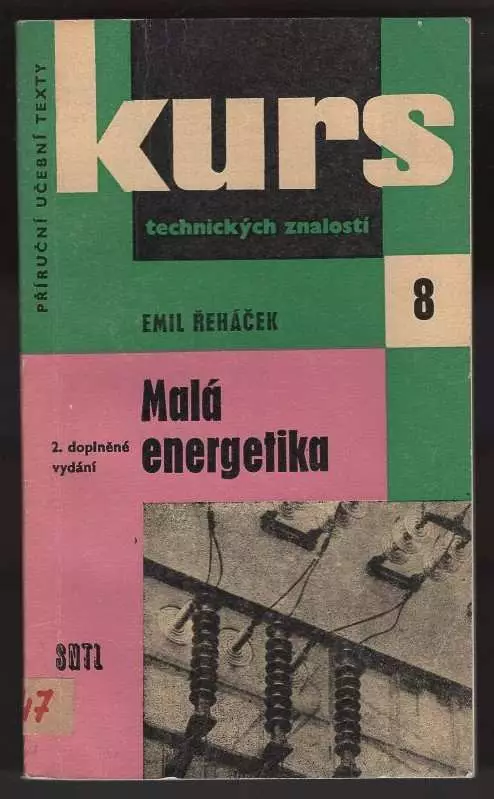 PŘÍRUČNÍ UČEBNÍ TEXTY
kurs
technických znalostí
8
EMIL ŘEHÁČEK
Malá
energetika
2. doplněné
vydání
SNTL
17